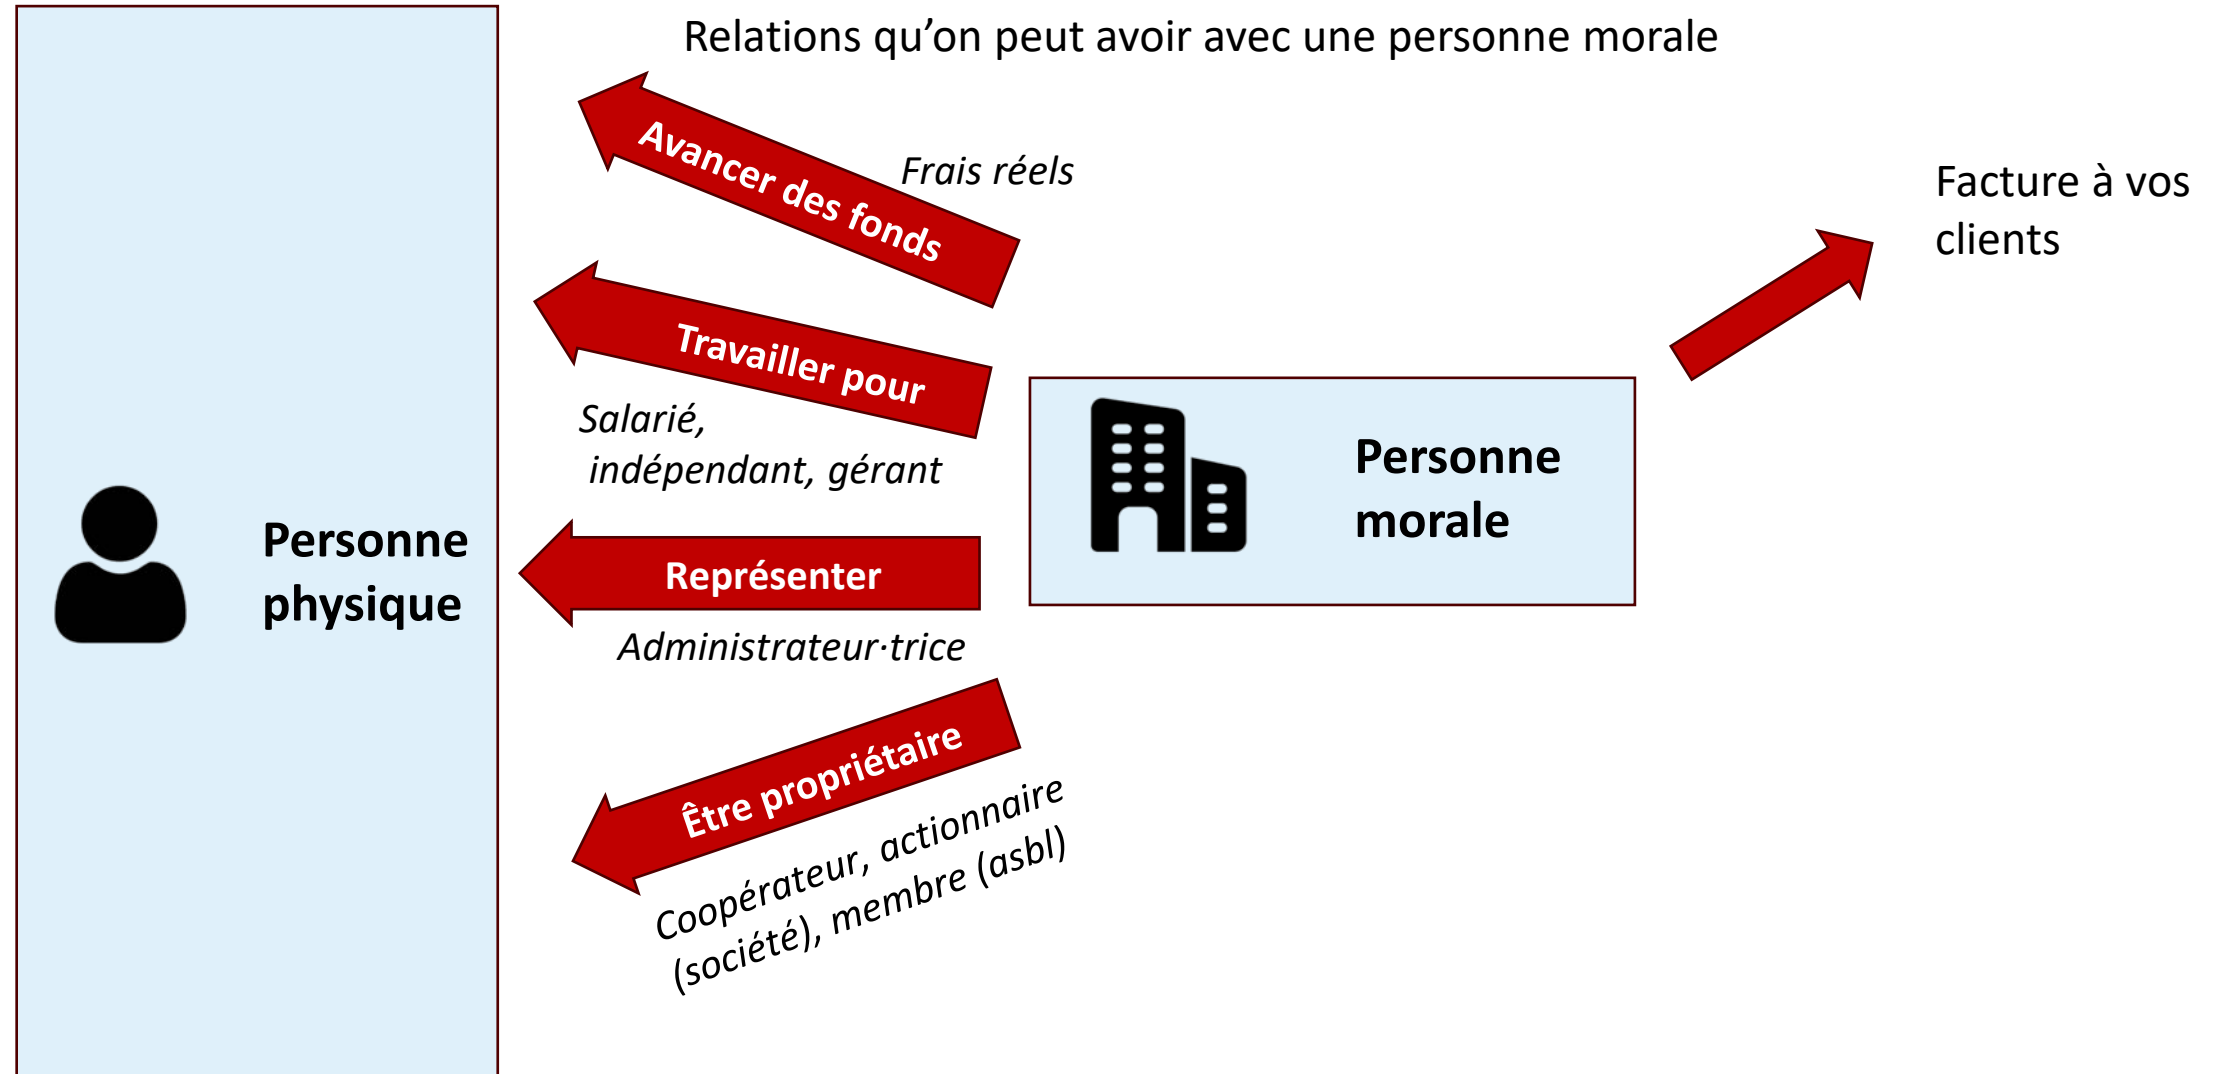 Relations qu’on peut avoir avec une personne morale
Avancer des fonds
Frais réels
Facture à vos
clients
Travailler pour
Salarié,
indépendant, gérant
Personne
morale
Personne
physique
Représenter
Administrateur·trice
Être propriétaire
Coopérateur, actionnaire
(société), membre (asbl)